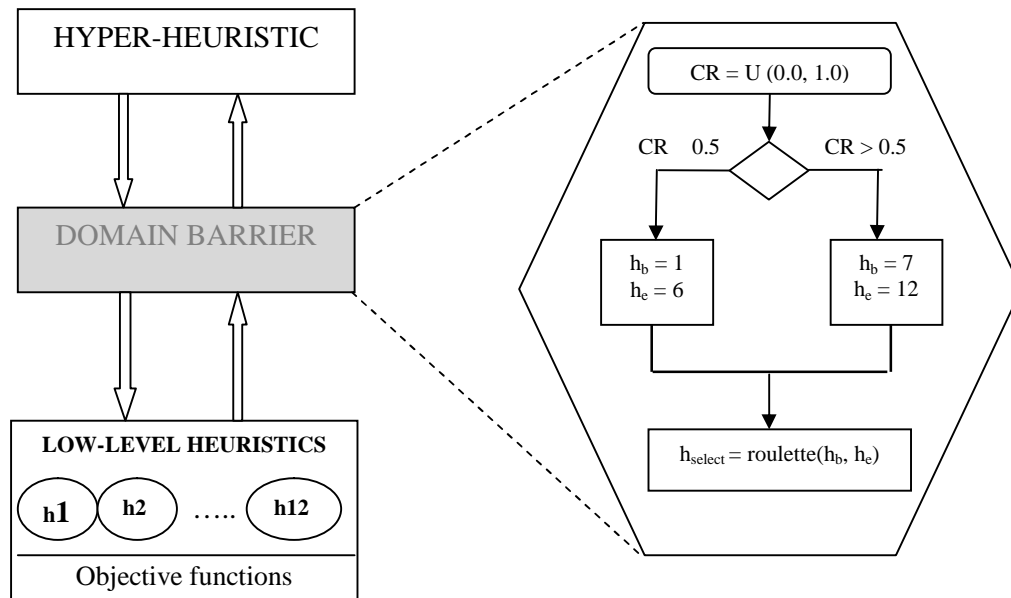 HYPER-HEURISTIC
DOMAIN BARRIER
LOW-LEVEL HEURISTICS
h1 h2 ….. h12
Objective functions
CR = U (0.0, 1.0)
CR 0.5 CR > 0.5
h_b = 1
h_e = 6
h_b = 7
h_e = 12
h_select = roulette(h_b, h_e)